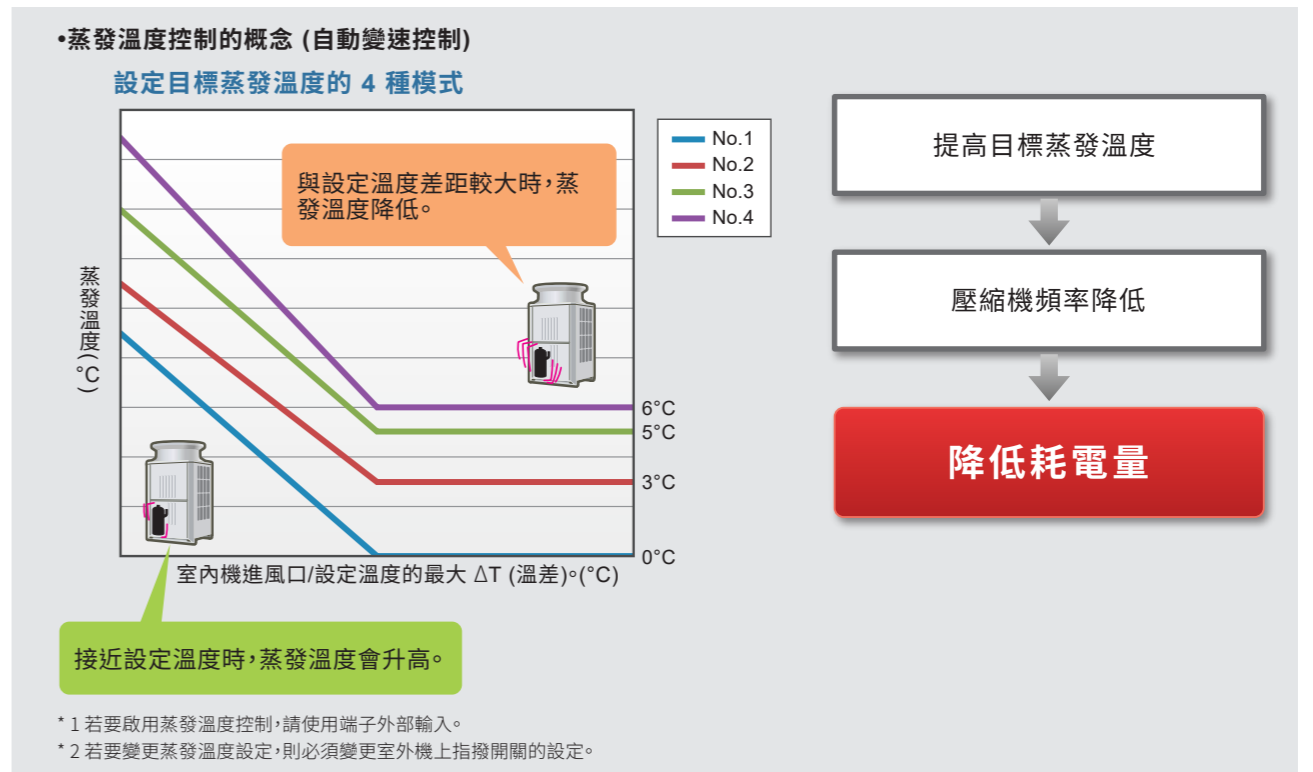 •蒸發溫度控制的概念 (自動變速控制)
設定目標蒸發溫度的 4 種模式
與設定溫度差距較大時，蒸
發溫度降低。
No.1
No.2
No.3
No.4
蒸發溫度(°C)
6°C
5°C
3°C
0°C
室內機進風口/設定溫度的最大 ΔT (溫差)。(°C)
接近設定溫度時，蒸發溫度會升高。
提高目標蒸發溫度
壓縮機頻率降低
降低耗電量
* 1 若要啟用蒸發溫度控制，請使用端子外部輸入。
* 2 若要變更蒸發溫度設定，則必須變更室外機上指撥開關的設定。